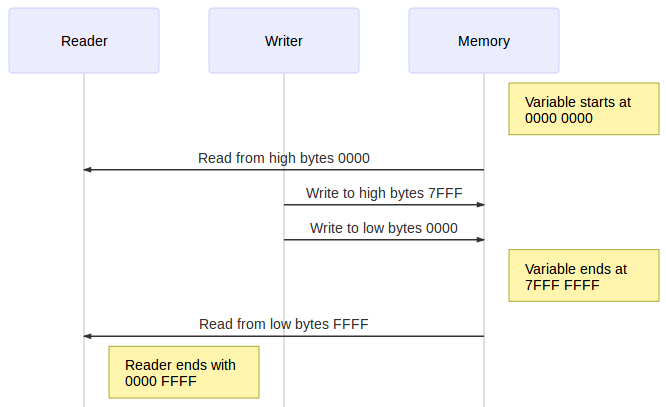 Reader
Writer
Memory
Variable starts at
0000 0000
Read from high bytes 0000
Write to high bytes 7FFF
Write to low bytes 0000
Variable ends at
7FFF FFFF
Read from low bytes FFFF
Reader ends with
0000 FFFF